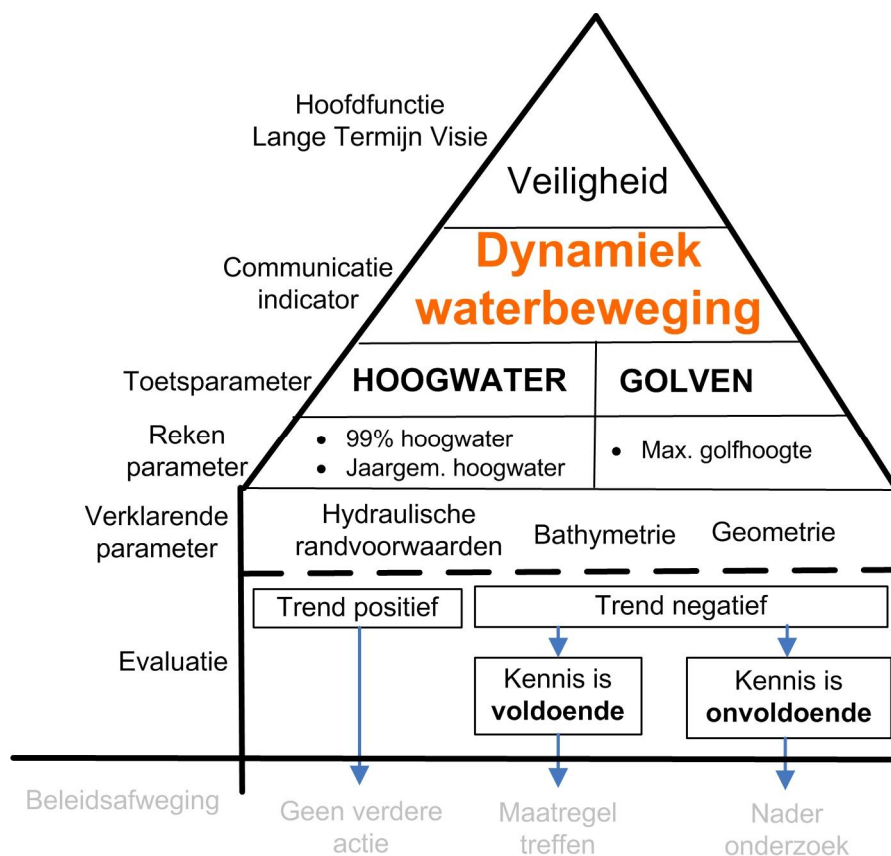 Hoofdfunctie
Lange Termijn Visie
Veiligheid
Communicatie
indicator
Dynamiek
waterbeweging
Toetsparameter
HOOGWATER
GOLVEN
Reken
parameter
• 99% hoogwater
• Jaargem. hoogwater
• Max. golfhoogte
Verklarende
parameter
Hydraulische
randvoorwaarden
Bathymetrie
Geometrie
Evaluatie
Trend positief
Trend negatief
Kennis is
voldoende
Kennis is
onvoldoende
Beleidsafweging
Geen verdere
actie
Maatregel
treffen
Nader
onderzoek